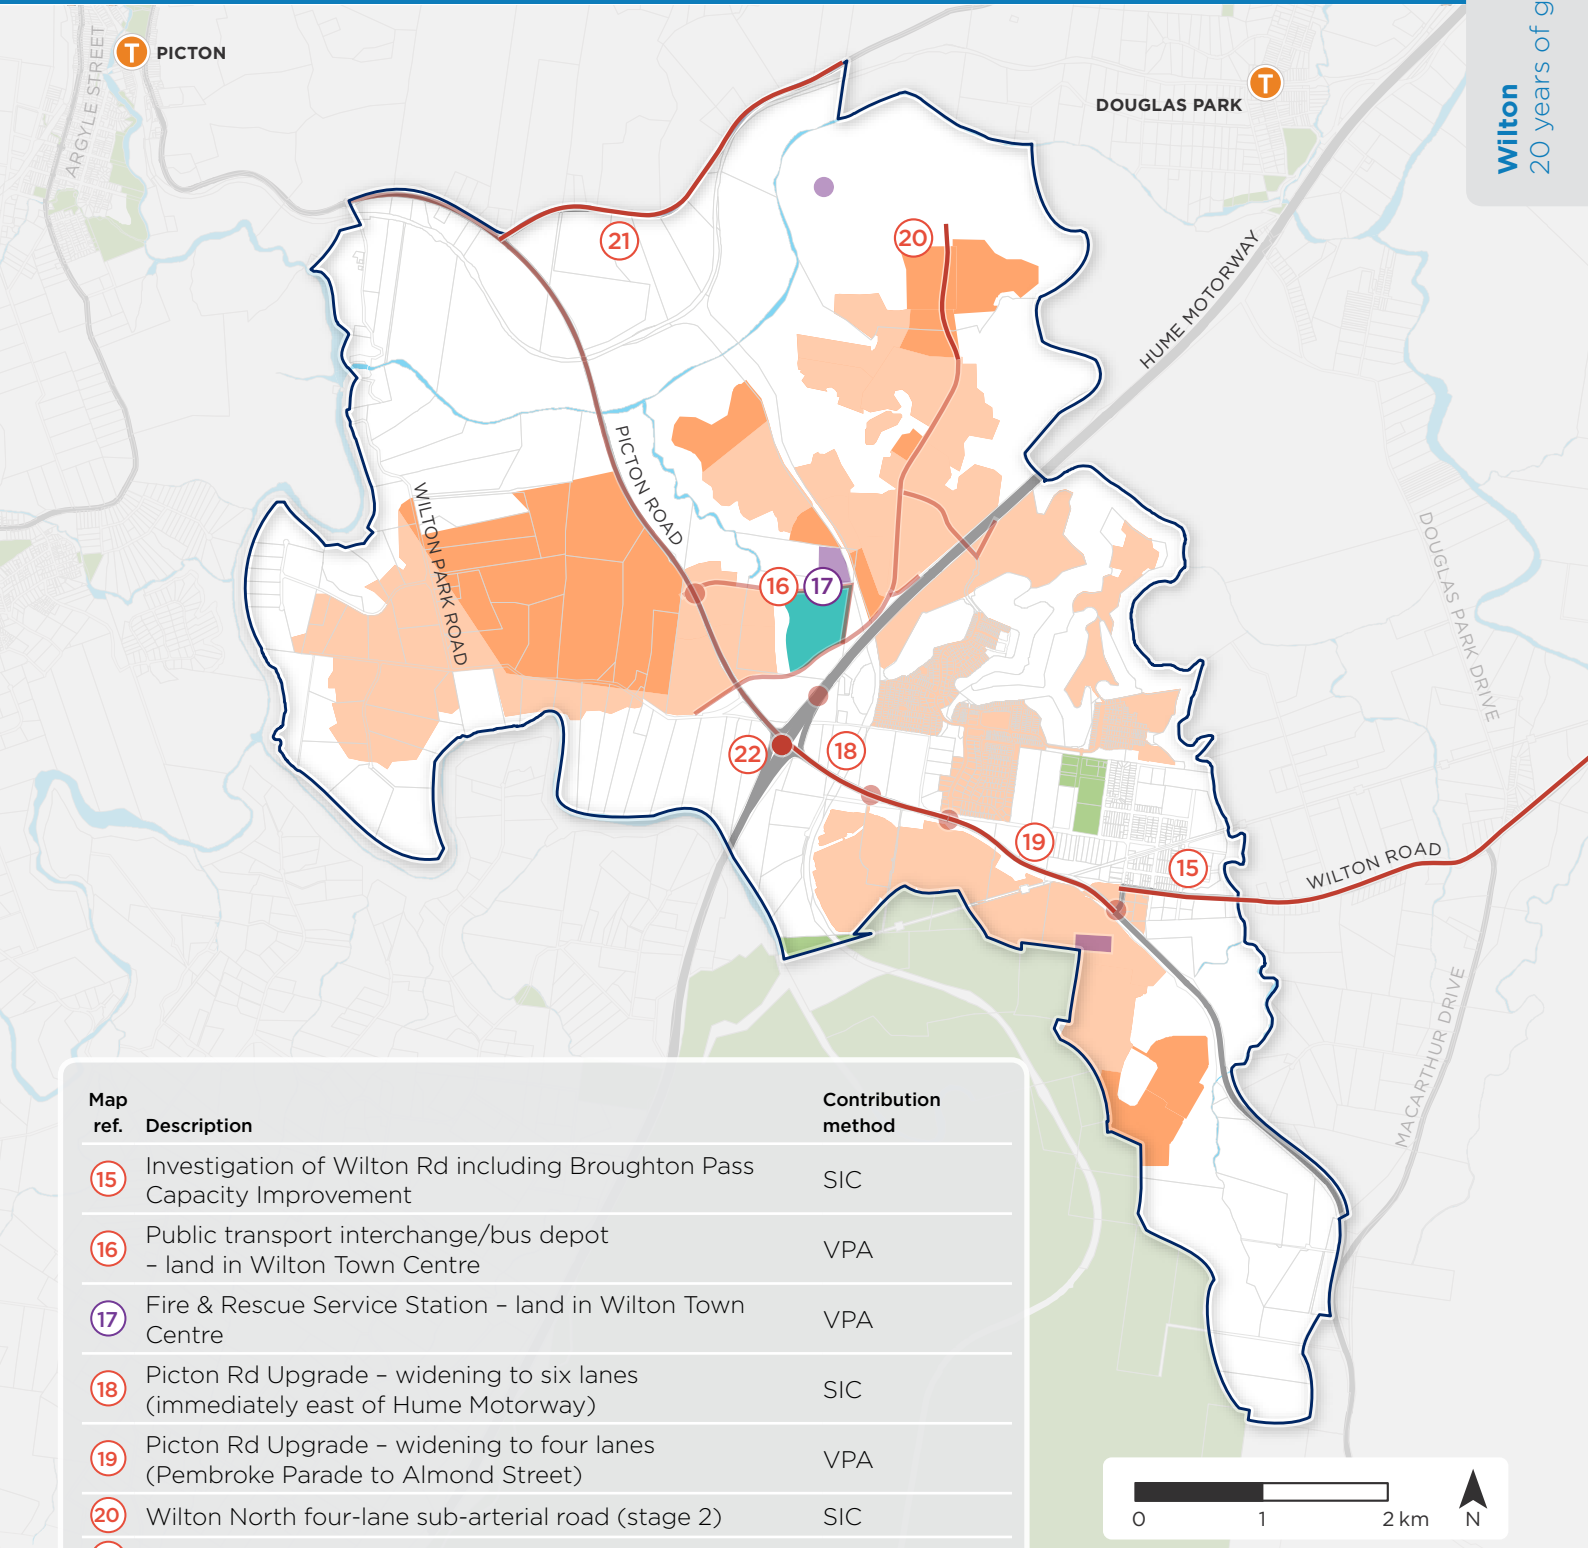 Wilton
20 years of g
T PICTON
T
DOUGLAS PARK
ARGYLE STREET
HUME MOTORWAY
20
21
PICTON ROAD
WILTON PARK ROAD
DOUGLAS PARK DRIVE
16
17
22
18
19
15
WILTON ROAD
MACARTHUR DRIVE
Map ref. Description Contribution method
15 Investigation of Wilton Rd including Broughton Pass
Capacity Improvement SIC
16 Public transport interchange/bus depot
– land in Wilton Town Centre VPA
17 Fire & Rescue Service Station – land in Wilton Town
Centre VPA
18 Picton Rd Upgrade – widening to six lanes
(immediately east of Hume Motorway) SIC
19 Picton Rd Upgrade – widening to four lanes
(Pembroke Parade to Almond Street) VPA
20 Wilton North four-lane sub-arterial road (stage 2) SIC
0 1 2 km N